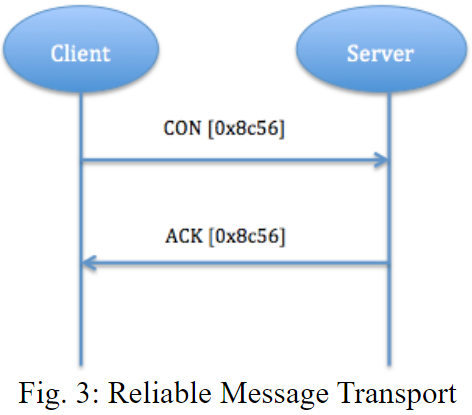 Client Server
CON [0x8c56]
ACK [0x8c56]
Fig. 3: Reliable Message Transport